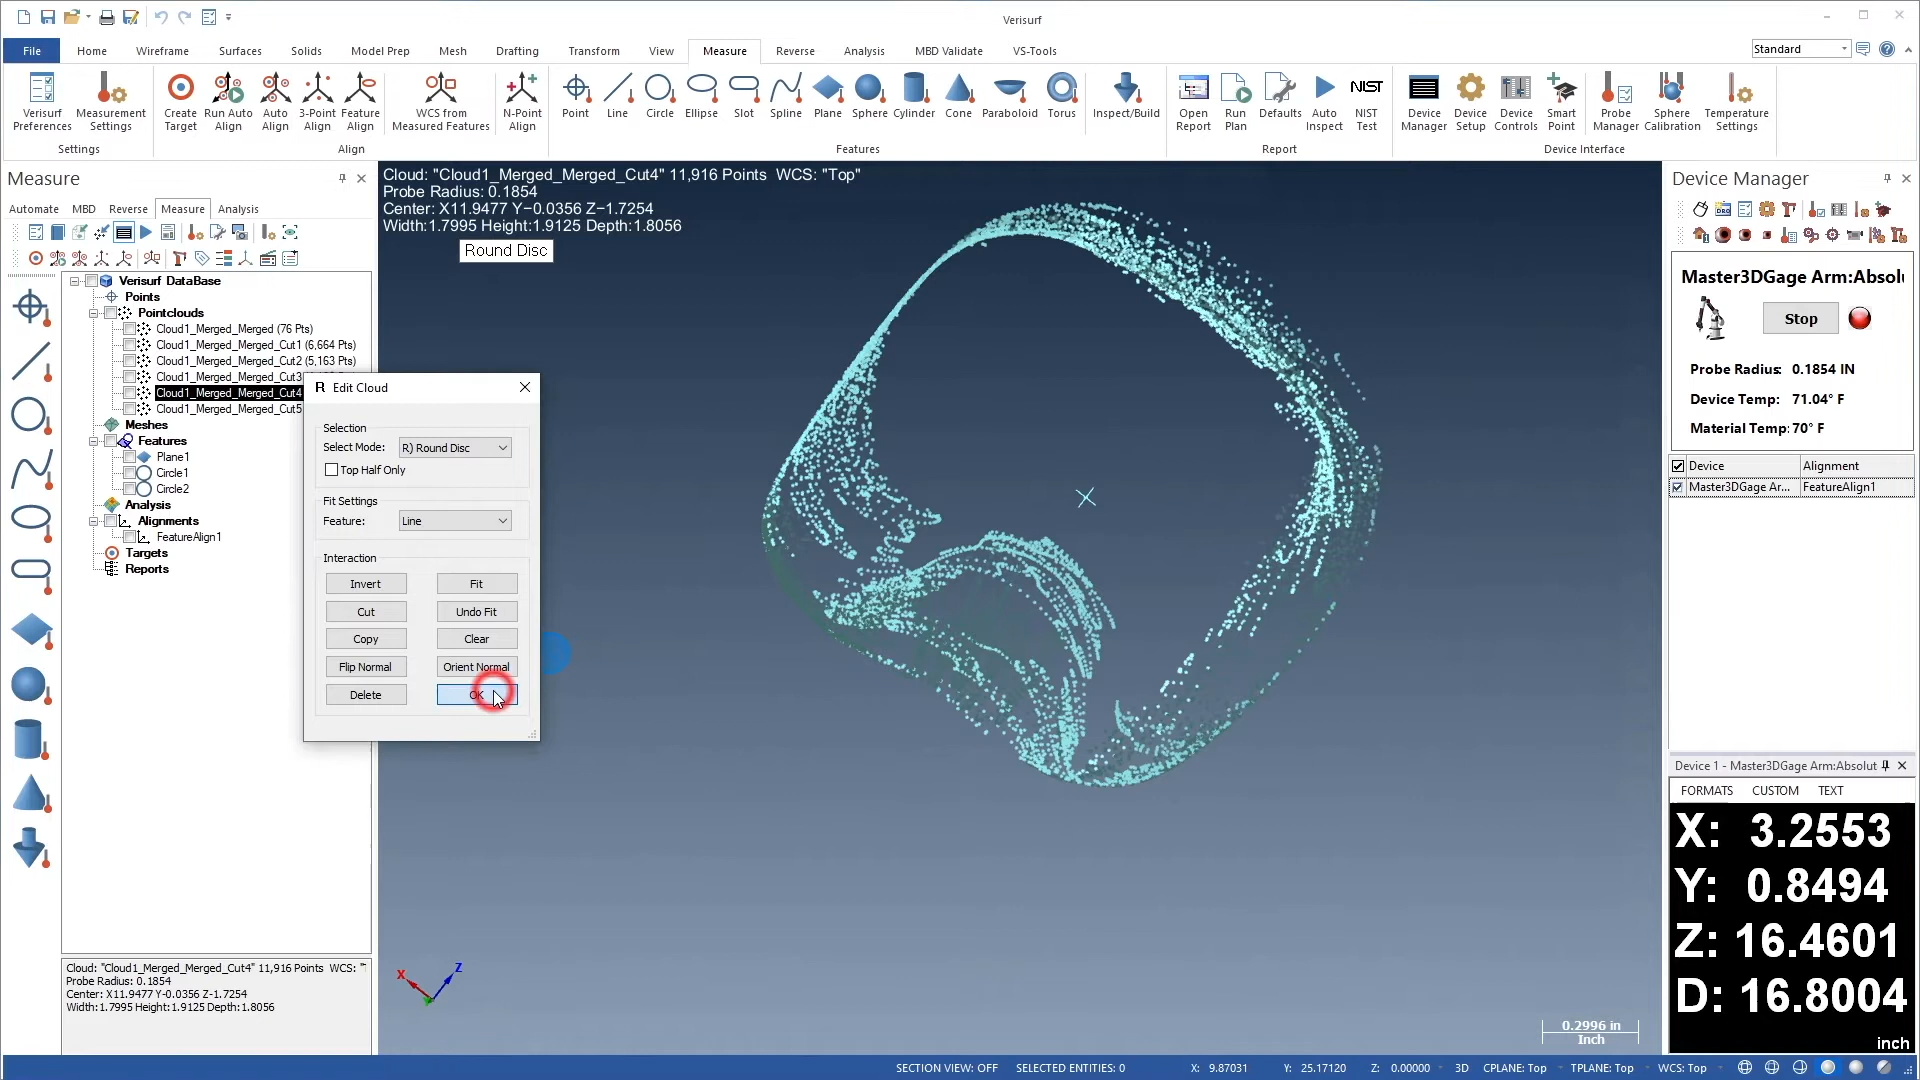 Verisurf
File Home Wireframe Surfaces Solids Model Prep Mesh Drafting Transform View Measure Reverse Analysis MBD Validate VS-Tools Standard
Verisurf Preferences
Measurement Settings
Settings
Create Target
Run Auto Align
Auto Align
3-Point Align
Feature Align
WCS from Measured Features
N-Point Align
Align
Point Line Circle Ellipse Slot Spline Plane Sphere Cylinder Cone Paraboloid Torus Inspect/Build
Features
Open Report
Run Plan
Defaults
Auto Inspect
NIST
NIST Test
Report
Device Manager
Device Setup
Device Controls
Smart Point
Probe Manager
Sphere Calibration
Temperature Settings
Device Interface
Measure
Automate MBD Reverse Measure Analysis
Verisurf DataBase
Points
Pointclouds
Cloud1_Merged_Merged (76 Pts)
Cloud1_Merged_Merged_Cut1 (6,664 Pts)
Cloud1_Merged_Merged_Cut2 (5,163 Pts)
Cloud1_Merged_Merged_Cut3
Cloud1_Merged_Merged_Cut4
Cloud1_Merged_Merged_Cut5
Meshes
Features
Plane1
Circle1
Circle2
Analysis
Alignments
FeatureAlign1
Targets
Reports
Cloud: "Cloud1_Merged_Merged_Cut4" 11,916 Points WCS: "
Probe Radius: 0.1854
Center: X11.9477 Y-0.0356 Z-1.7254
Width:1.7995 Height:1.9125 Depth:1.8056
Cloud: "Cloud1_Merged_Merged_Cut4" 11,916 Points WCS: "Top"
Probe Radius: 0.1854
Center: X11.9477 Y−0.0356 Z−1.7254
Width:1.7995 Height:1.9125 Depth:1.8056
Round Disc
R Edit Cloud
Selection
Select Mode: R) Round Disc
Top Half Only
Fit Settings
Feature: Line
Interaction
Invert Fit
Cut Undo Fit
Copy Clear
Flip Normal Orient Normal
Delete OK
X Z Y
0.2996 in
Inch
Device Manager
DRO
Master3DGage Arm:Absolu
Stop
Probe Radius: 0.1854 IN
Device Temp: 71.04° F
Material Temp: 70° F
Device Alignment
Master3DGage Ar... FeatureAlign1
Device 1 - Master3DGage Arm:Absolut
FORMATS CUSTOM TEXT
X: 3.2553
Y: 0.8494
Z: 16.4601
D: 16.8004
inch
SECTION VIEW: OFF SELECTED ENTITIES: 0 X: 9.87031 Y: 25.17120 Z: 0.00000 3D CPLANE: Top TPLANE: Top WCS: Top